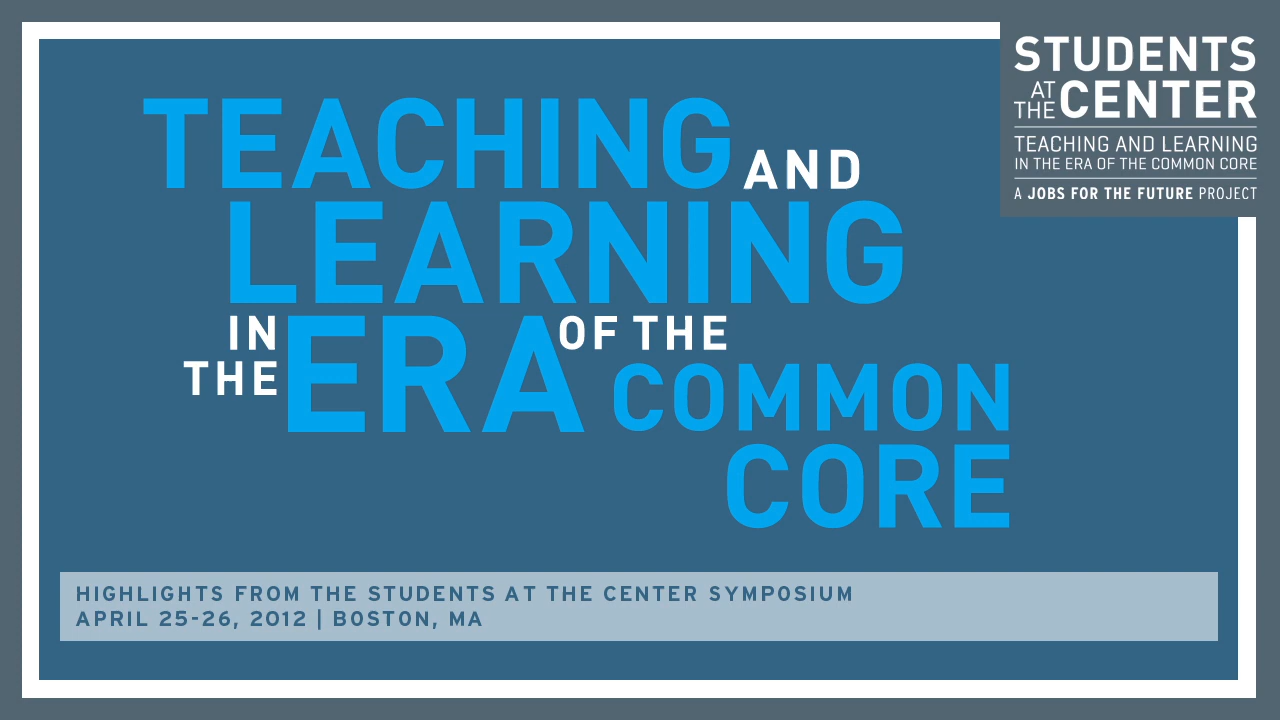 TEACHING AND
LEARNING
IN THE ERA OF THE
COMMON
CORE
STUDENTS
AT THE CENTER
TEACHING AND LEARNING
IN THE ERA OF THE COMMON CORE
A JOBS FOR THE FUTURE PROJECT
HIGHLIGHTS FROM THE STUDENTS AT THE CENTER SYMPOSIUM
APRIL 25-26, 2012 | BOSTON, MA